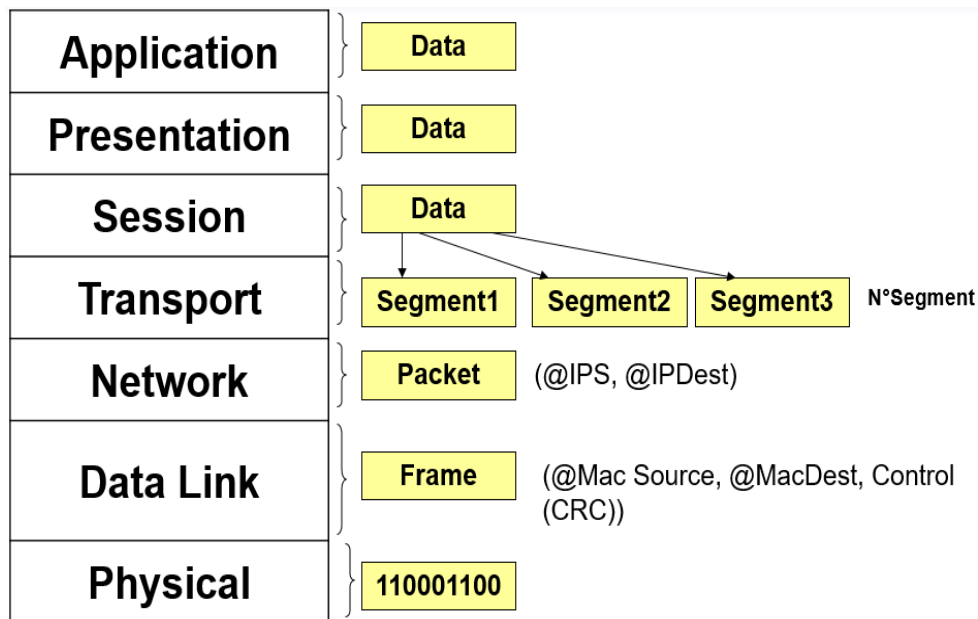 Application
Data
Presentation
Data
Session
Data
Transport
Segment1 Segment2 Segment3 N°Segment
Network
Packet (@IPS, @IPDest)
Data Link
Frame (@Mac Source, @MacDest, Control
(CRC))
Physical
110001100